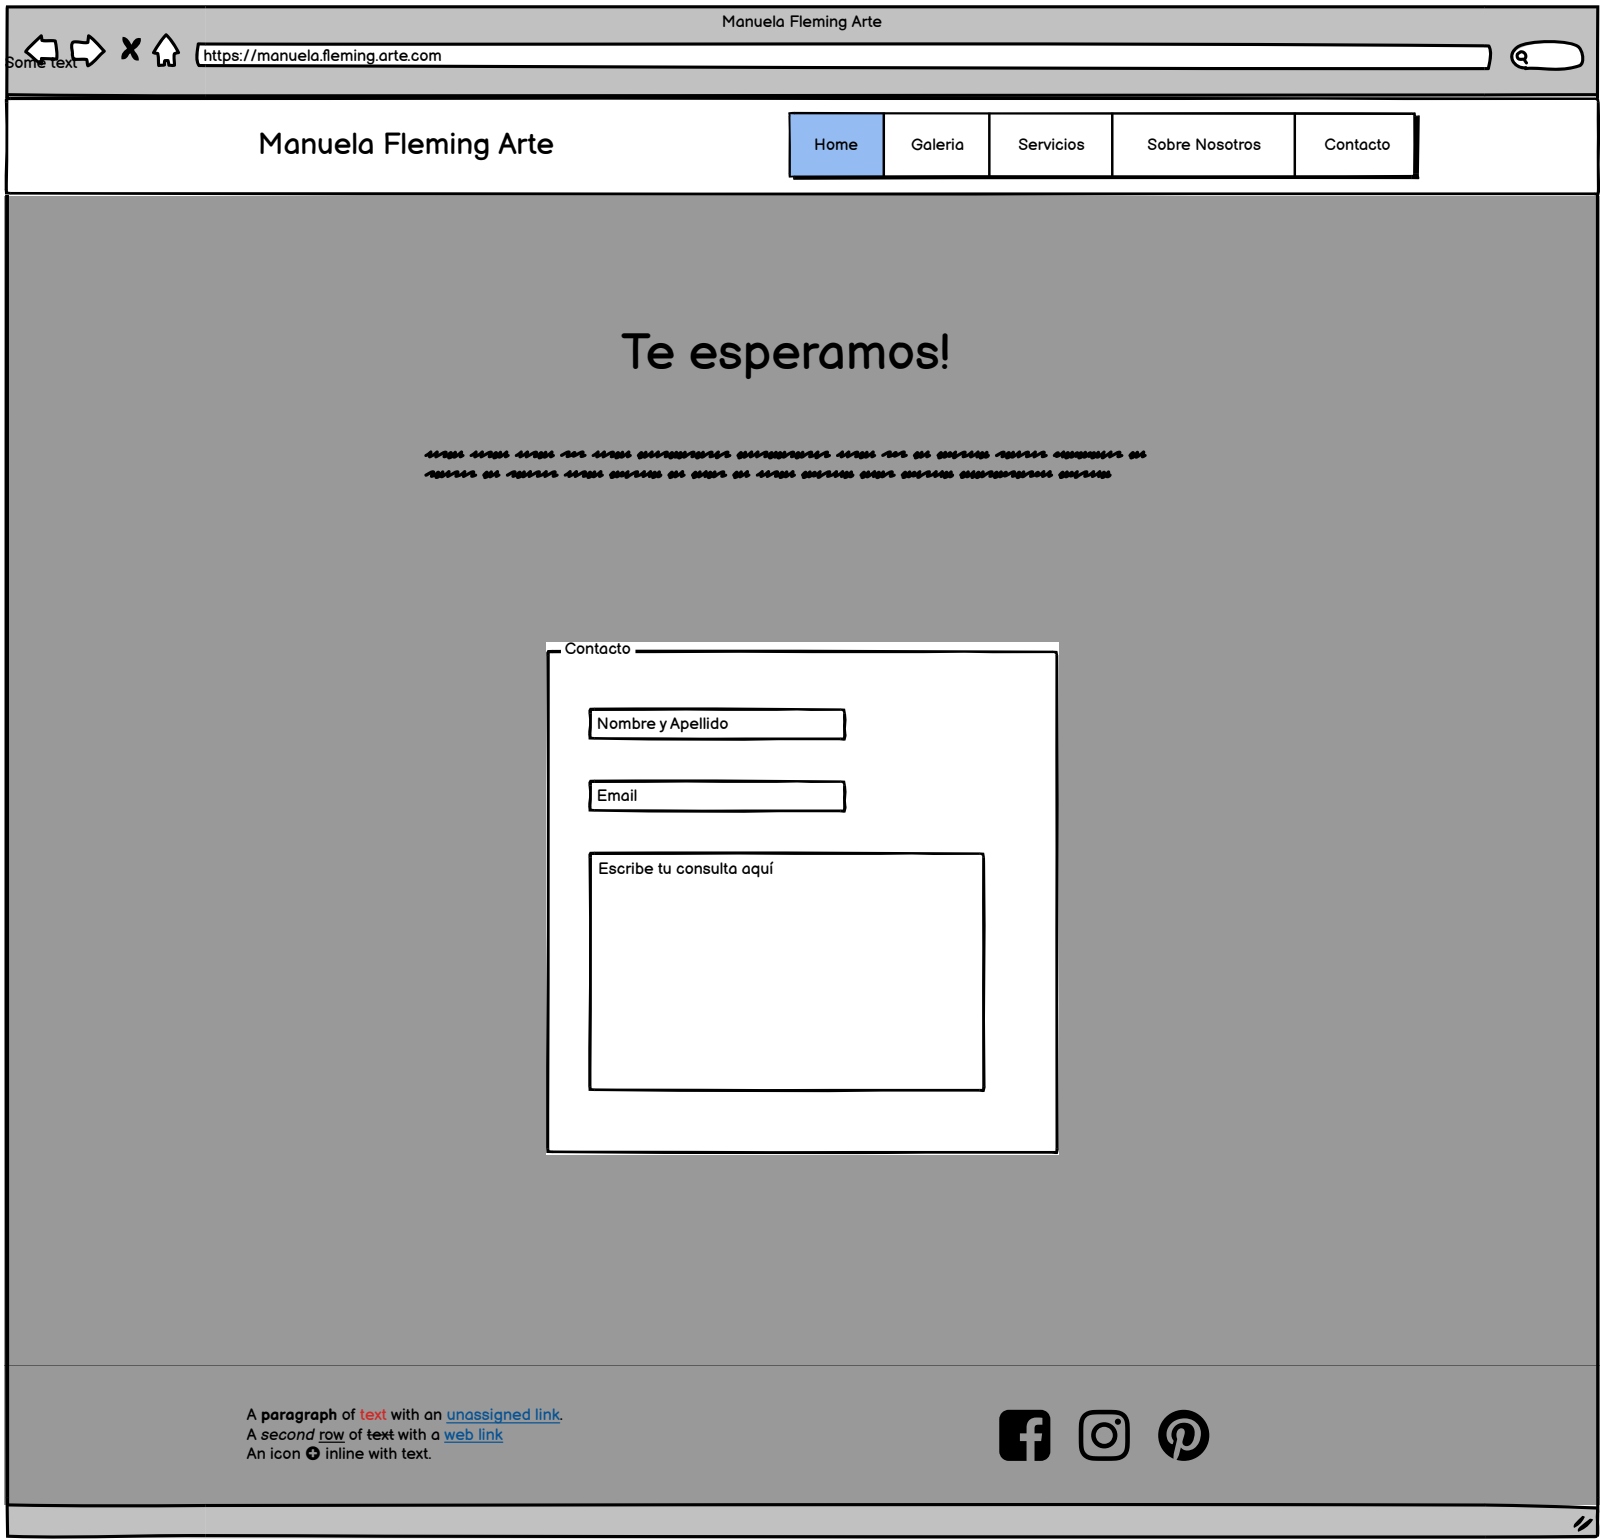 Manuela Fleming Arte
Some text
https://manuela.fleming.arte.com
Manuela Fleming Arte
Home Galeria Servicios Sobre Nosotros Contacto
Te esperamos!
Contacto
Nombre y Apellido
Email
Escribe tu consulta aquí
A paragraph of text with an unassigned link.
A second row of text with a web link
An icon inline with text.